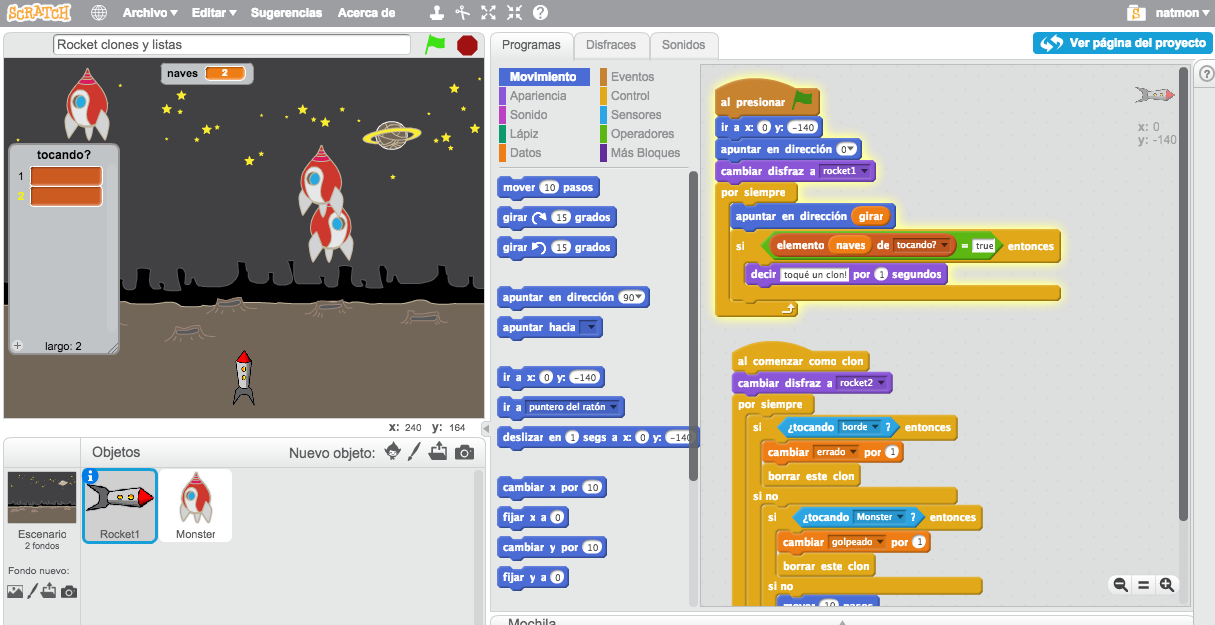 SCRATCH Archivo Editar Sugerencias Acerca de natmon
Rocket clones y listas
Programas Disfraces Sonidos
Ver página del proyecto
naves 2
tocando?
1
2
largo: 2
x: 240 y: 164
Objetos Nuevo objeto:
Escenario
2 fondos
Fondo nuevo:
Rocket1
Monster
Movimiento Eventos
Apariencia Control
Sonido Sensores
Lápiz Operadores
Datos Más Bloques
mover 10 pasos
girar 15 grados
girar 15 grados
apuntar en dirección 90
apuntar hacia
ir a x: 0 y: -140
ir a puntero del ratón
deslizar en 1 segs a x: 0 y: -140
cambiar x por 10
fijar x a 0
cambiar y por 10
fijar y a 0
al presionar
ir a x: 0 y: -140
apuntar en dirección 0
cambiar disfraz a rocket1
por siempre
apuntar en dirección girar
si elemento naves de tocando? = true entonces
decir toqué un clon! por 1 segundos
x: 0
y: -140
al comenzar como clon
cambiar disfraz a rocket2
por siempre
si ¿tocando borde ? entonces
cambiar errado por 1
borrar este clon
si no
si ¿tocando Monster ? entonces
cambiar golpeado por 1
borrar este clon
si no
mover 10 pasos
Mochila